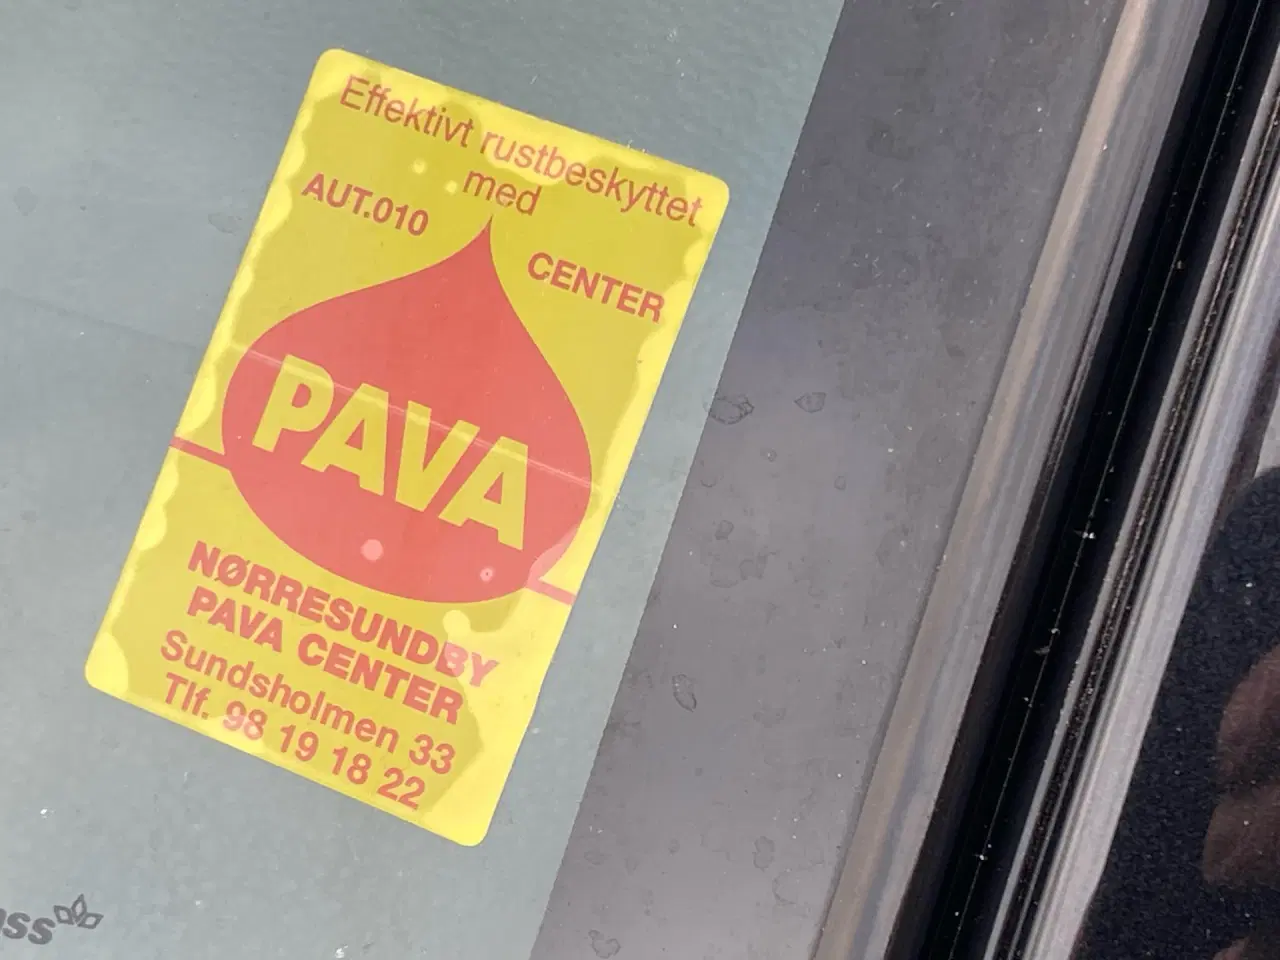 Effektivt rustbeskyttet
med
AUT.010
CENTER
PAVA
NØRRESUNDBY
PAVA CENTER
Sundsholmen 33
Tlf. 98 19 18 22